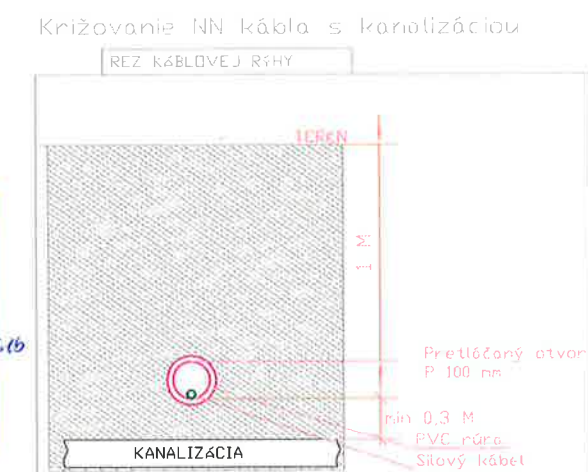 Križovanie NN kábla s kanalizáciou
REZ KáBLOVEJ RÝHY
TERéN
1 M
Pretláčaný otvor
P 100 mm
min 0,3 M
PVC rúra
Silový kábel
KANALIZáCIA